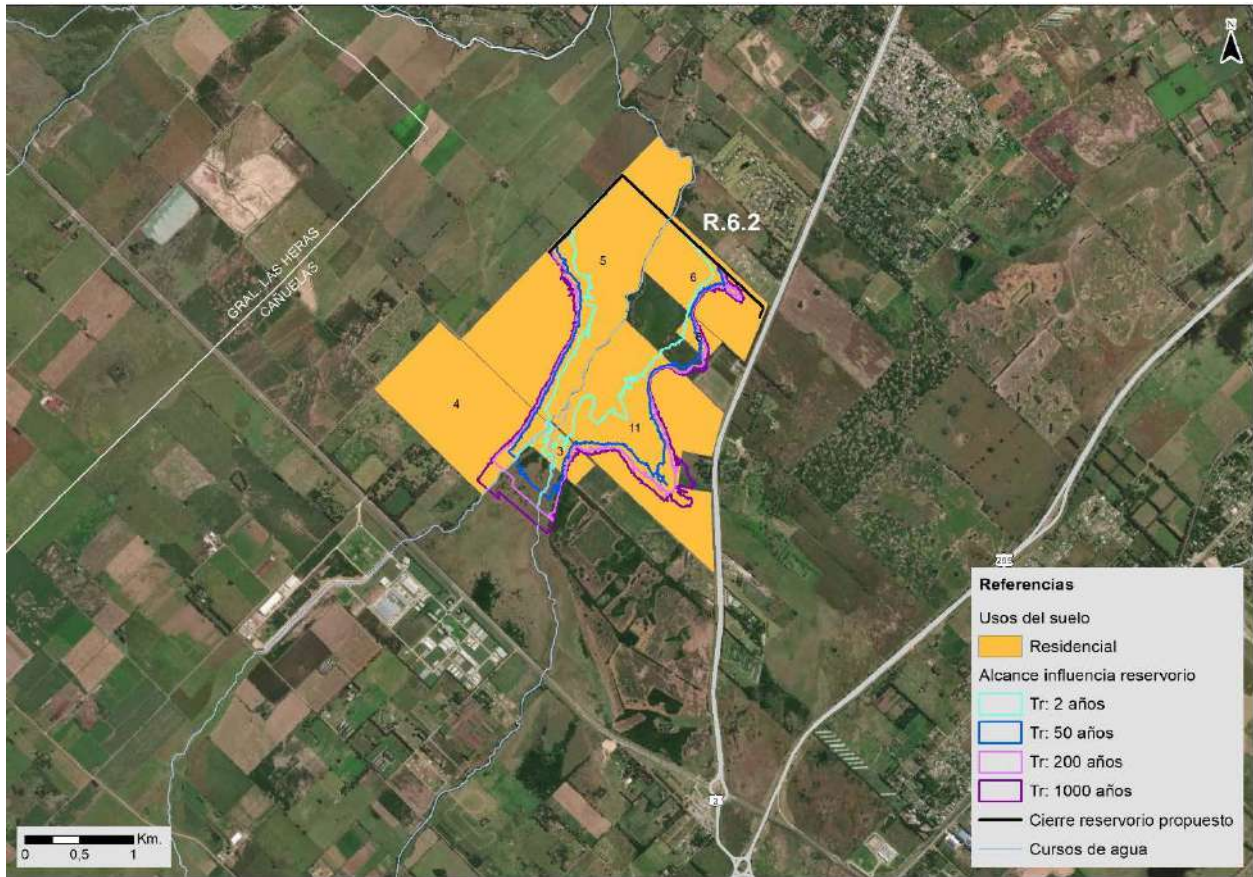 N
R.6.2
5
6
GRAL. LAS HERAS
CAÑUELAS
4
11
3
205
3
Referencias
Usos del suelo
Residencial
Alcance influencia reservorio
Tr: 2 años
Tr: 50 años
Tr: 200 años
Tr: 1000 años
Cierre reservorio propuesto
Cursos de agua
Km.
0 0,5 1